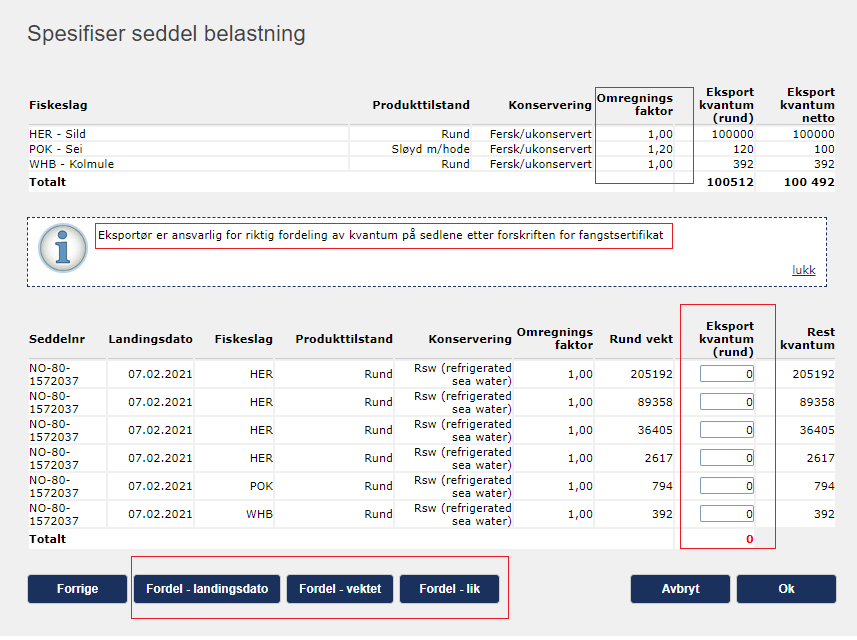 Spesifiser seddel belastning
Fiskeslag Produkttilstand Konservering Omregnings faktor Eksport kvantum (rund) Eksport kvantum netto
HER - Sild Rund Fersk/ukonservert 1,00 100000 100000
POK - Sei Sløyd m/hode Fersk/ukonservert 1,20 120 100
WHB - Kolmule Rund Fersk/ukonservert 1,00 392 392
Totalt 100512 100 492
Eksportør er ansvarlig for riktig fordeling av kvantum på sedlene etter forskriften for fangstsertifikat
lukk
Seddelnr Landingsdato Fiskeslag Produkttilstand Konservering Omregnings faktor Rund vekt Eksport kvantum (rund) Rest kvantum
NO-80-1572037 07.02.2021 HER Rund Rsw (refrigerated sea water) 1,00 205192 0 205192
NO-80-1572037 07.02.2021 HER Rund Rsw (refrigerated sea water) 1,00 89358 0 89358
NO-80-1572037 07.02.2021 HER Rund Rsw (refrigerated sea water) 1,00 36405 0 36405
NO-80-1572037 07.02.2021 HER Rund Rsw (refrigerated sea water) 1,00 2617 0 2617
NO-80-1572037 07.02.2021 POK Rund Rsw (refrigerated sea water) 1,00 794 0 794
NO-80-1572037 07.02.2021 WHB Rund Rsw (refrigerated sea water) 1,00 392 0 392
Totalt 0
Forrige Fordel - landingsdato Fordel - vektet Fordel - lik Avbryt Ok